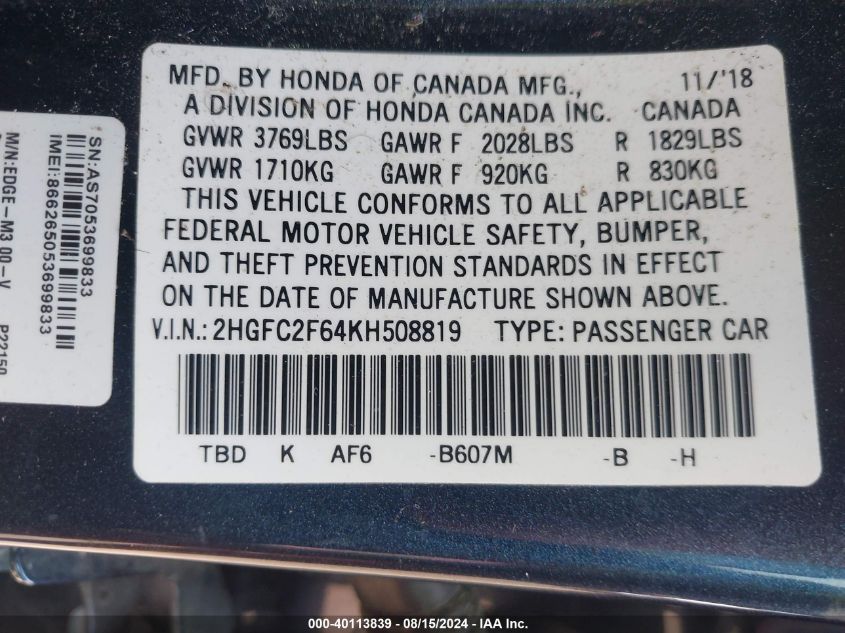 MFD. BY HONDA OF CANADA MFG., 11/'18
A DIVISION OF HONDA CANADA INC. CANADA
GVWR 3769LBS GAWR F 2028LBS R 1829LBS
GVWR 1710KG GAWR F 920KG R 830KG
THIS VEHICLE CONFORMS TO ALL APPLICABLE
FEDERAL MOTOR VEHICLE SAFETY, BUMPER,
AND THEFT PREVENTION STANDARDS IN EFFECT
ON THE DATE OF MANUFACTURE SHOWN ABOVE.
V.I.N.: 2HGFC2F64KH508819 TYPE: PASSENGER CAR
TBD K AF6 -B607M -B -H
SN:AS7053699833
iMEI:866265053699833
M/N:EDGE-M3 00-V P22150
000-40113839 - 08/15/2024 - IAA Inc.